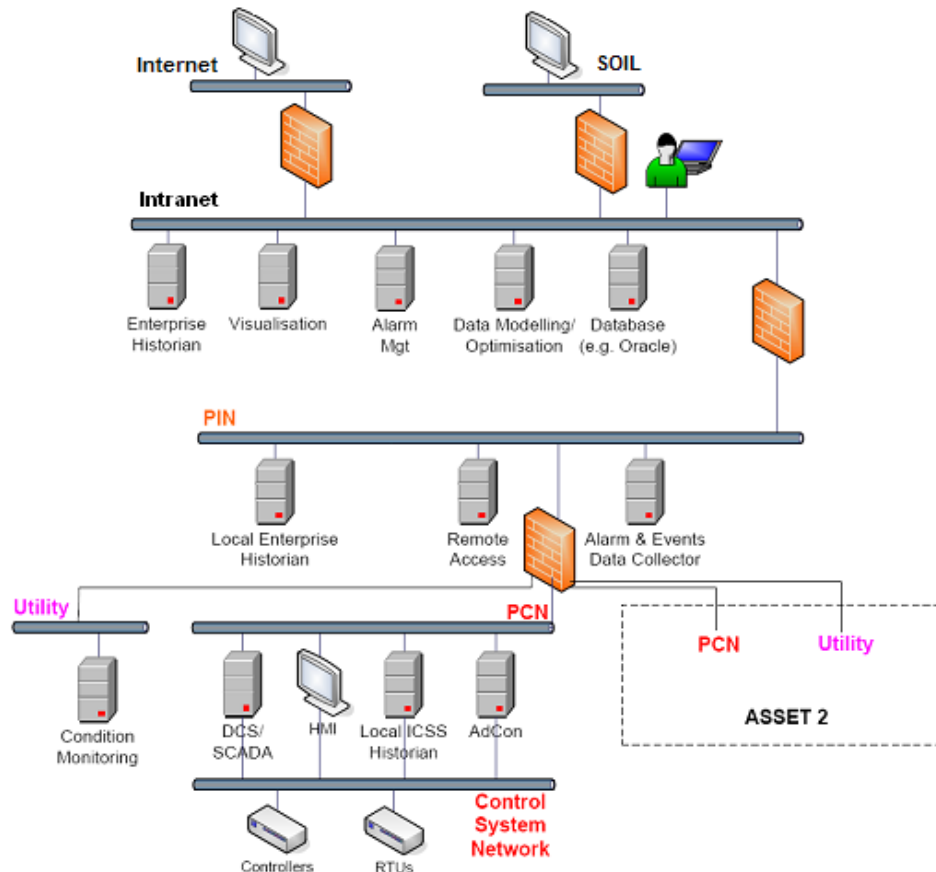 Internet
SOIL
Intranet
Enterprise
Historian
Visualisation
Alarm
Mgt
Data Modelling/
Optimisation
Database
(e.g. Oracle)
PIN
Local Enterprise
Historian
Remote
Access
Alarm & Events
Data Collector
Utility
PCN
PCN
Utility
ASSET 2
Condition
Monitoring
DCS/
SCADA
HMI
Local ICSS
Historian
AdCon
Control
System
Network
Controllers
RTUs